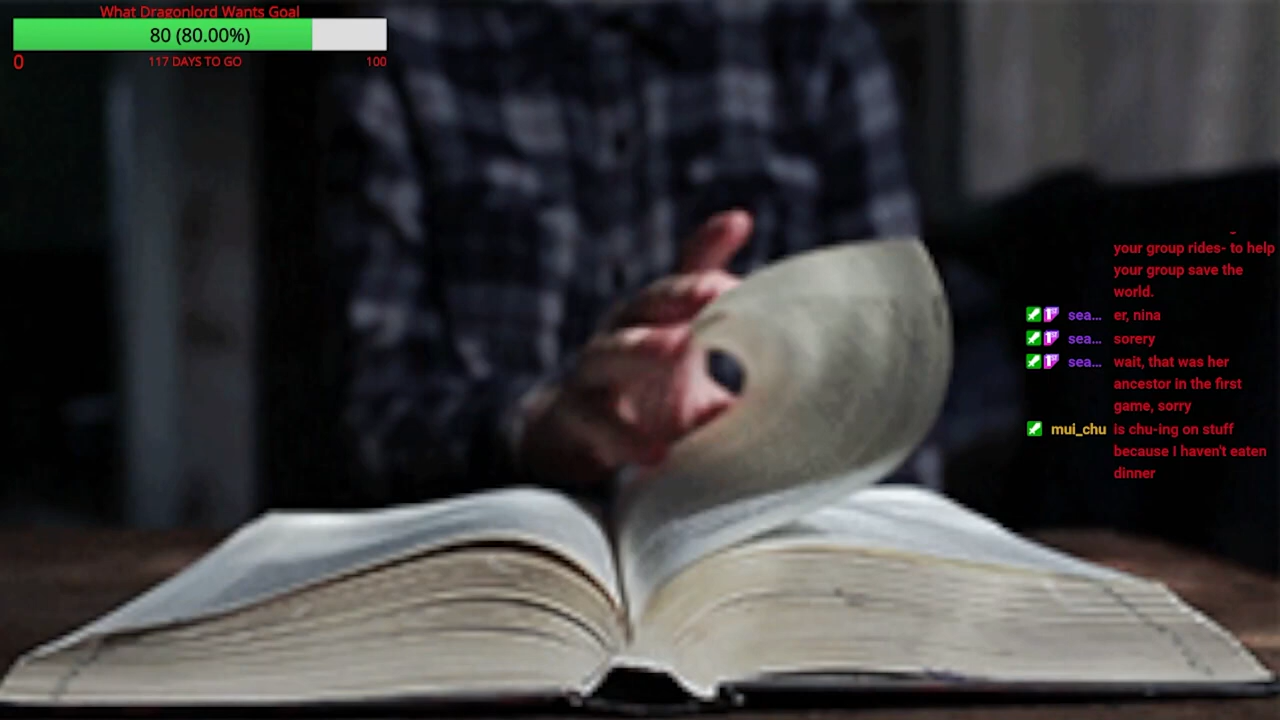 What Dragonlord Wants Goal
80 (80.00%)
0 117 DAYS TO GO 100
your group rides- to help
your group save the
world.
sea... er, nina
sea... sorery
sea... wait, that was her
ancestor in the first
game, sorry
mui_chu is chu-ing on stuff
because I haven't eaten
dinner